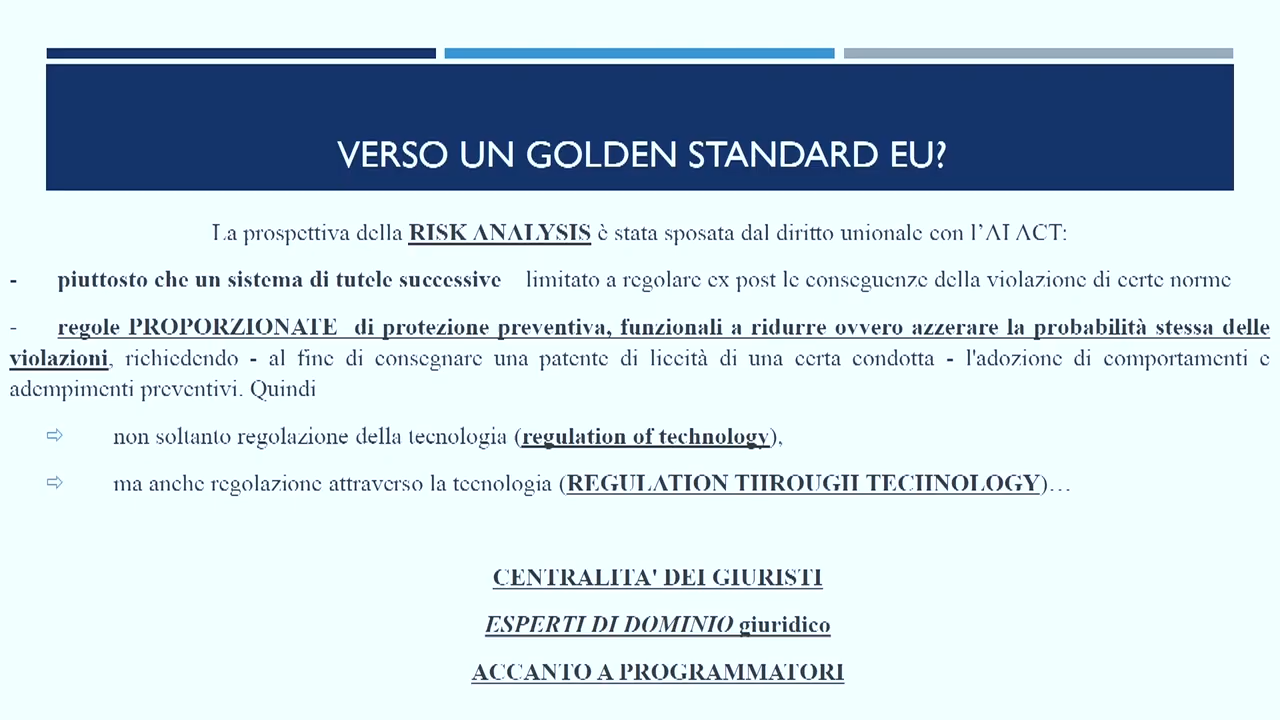 VERSO UN GOLDEN STANDARD EU?
La prospettiva della RISK ANALYSIS è stata sposata dal diritto unionale con l'AI ACT:
- piuttosto che un sistema di tutele successive limitato a regolare ex post le conseguenze della violazione di certe norme
- regole PROPORZIONATE di protezione preventiva, funzionali a ridurre ovvero azzerare la probabilità stessa delle
violazioni, richiedendo - al fine di consegnare una patente di liceità di una certa condotta - l'adozione di comportamenti e
adempimenti preventivi. Quindi
⇨ non soltanto regolazione della tecnologia (regulation of technology),
⇨ ma anche regolazione attraverso la tecnologia (REGULATION THROUGH TECHNOLOGY)…
CENTRALITA' DEI GIURISTI
ESPERTI DI DOMINIO giuridico
ACCANTO A PROGRAMMATORI